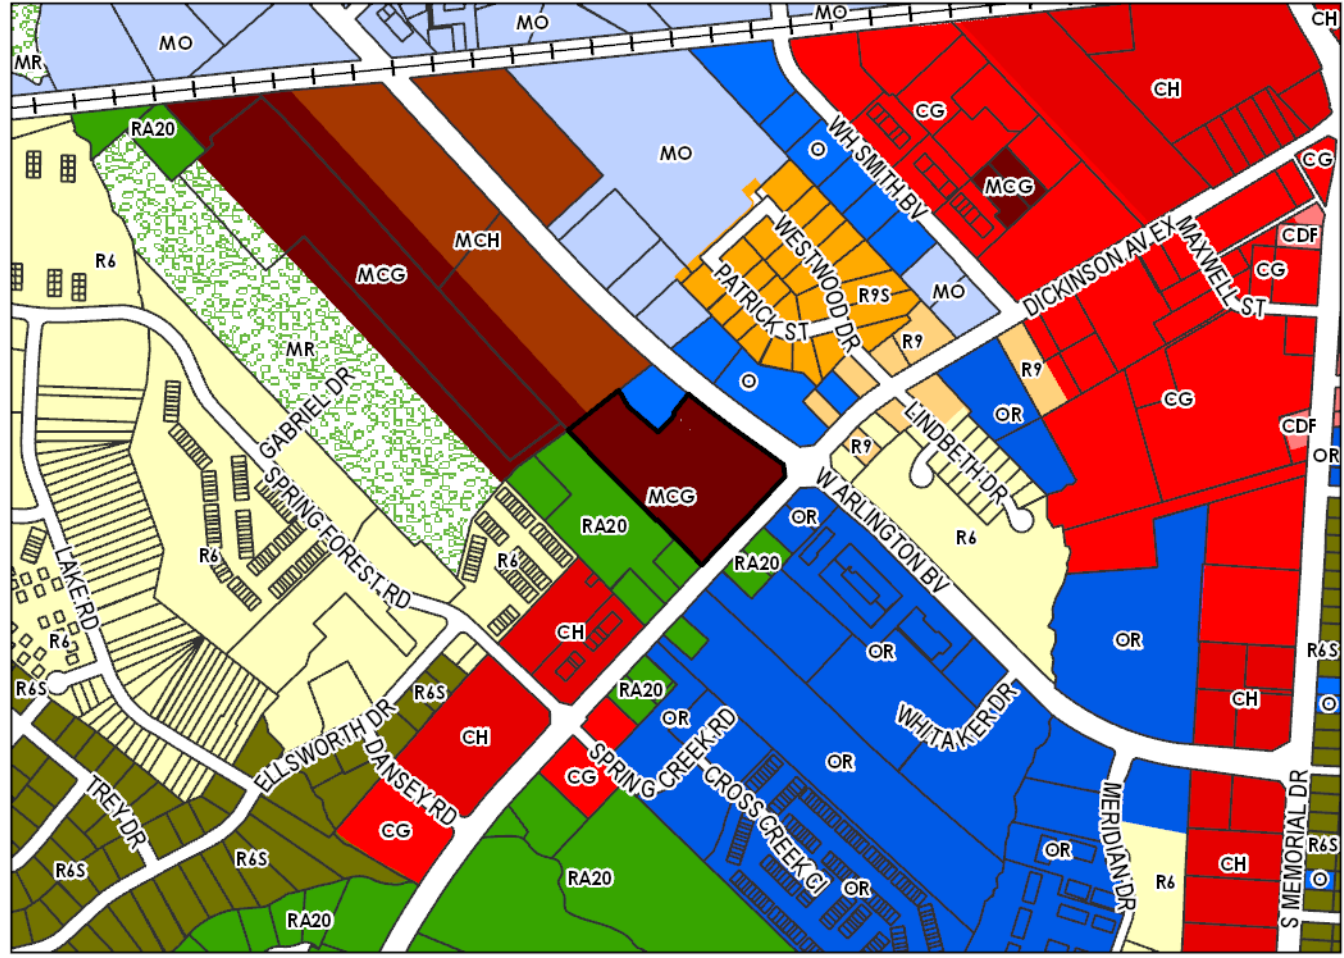 MO
MO
MO
CH
MR
RA20
CG
CH
O
WH SMITH BV
MO
CG
MCG
R6
MCH
MCG
WESTWOOD DR
PATRICK ST
R9S
MO
DICKINSON AV EX
MAXWELL ST
CDF
CG
MR
R9
R9
O
OR
CG
GABRIEL DR
LINDBETH DR
CDF
R9
OR
SPRING FOREST RD
MCG
W ARLINGTON BV
RA20
OR
R6
R6
R6
RA20
LAKE RD
R6
CH
OR
OR
R6S
R6S
R6S
RA20
OR
CH
O
ELLSWORTH DR
DANSEY RD
CH
WHITAKER DR
SPRING CREEK RD
CROSS CREEK CI
OR
CG
TREY DR
MERIDIAN DR
S MEMORIAL DR
CG
R6S
R6S
OR
R6S
CH
RA20
OR
R6
O
RA20